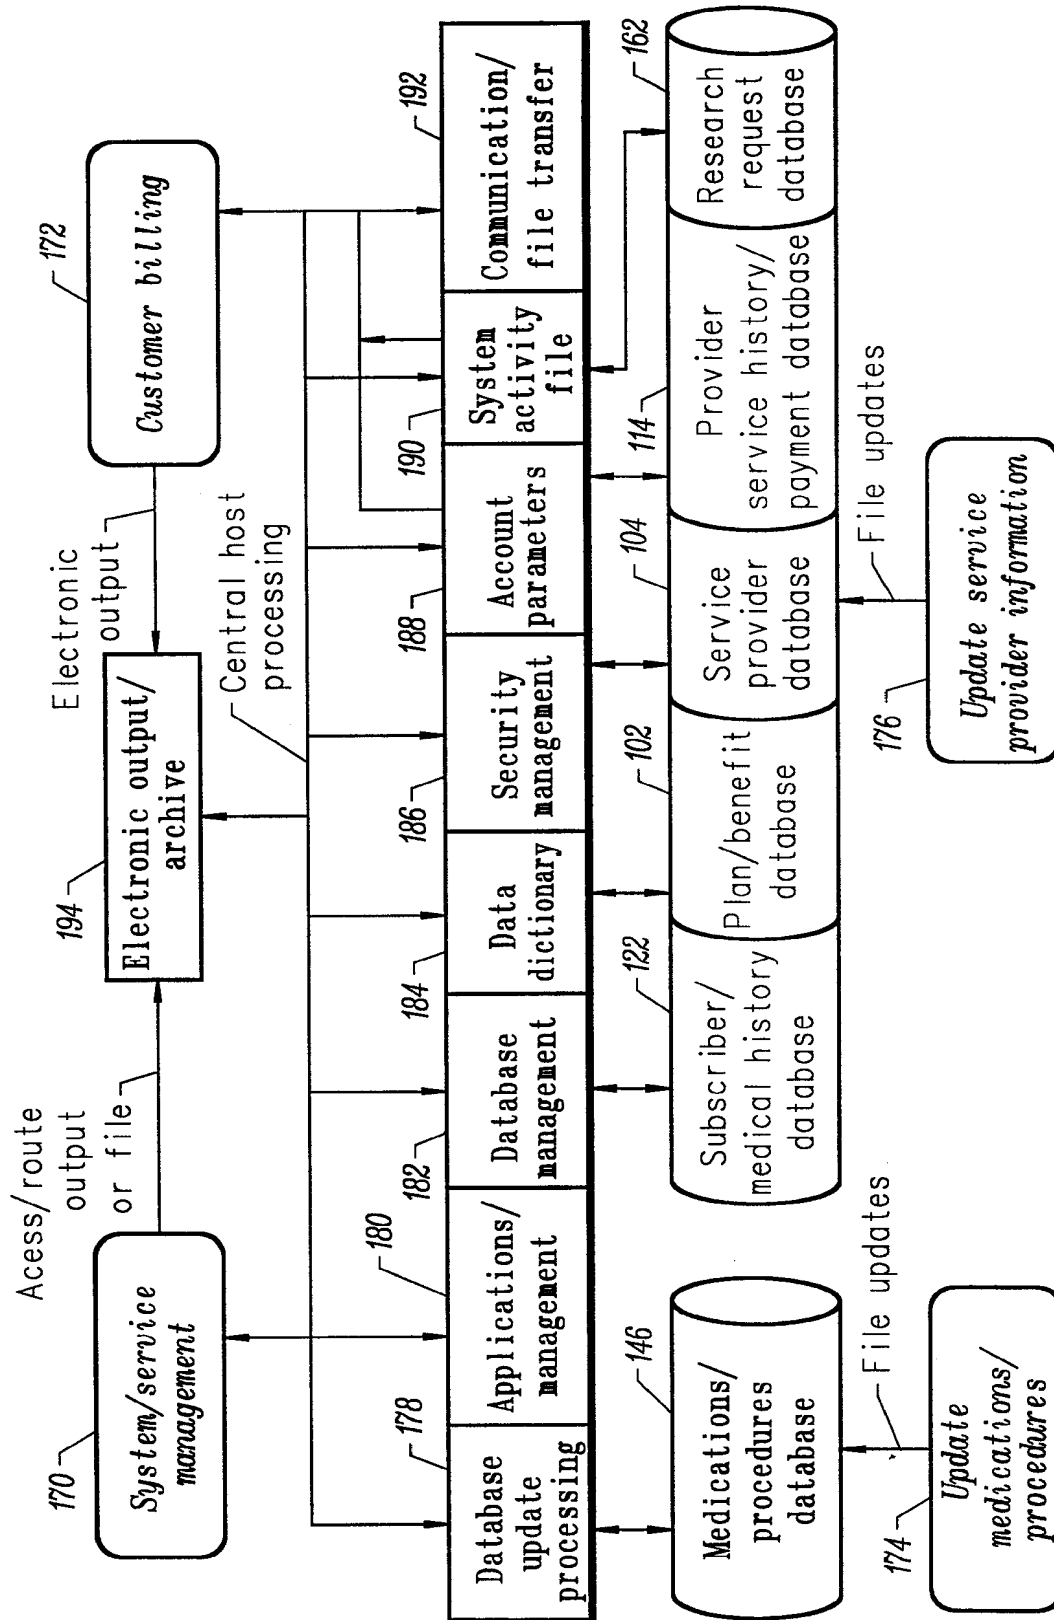 170
System/service
management
Acess/route
output
or file
194
Electronic output/
archive
Electronic
output
172
Customer billing
Central host
processing
178
Database
update
processing
180
Applications/
management
182
Database
management
184
Data
dictionary
186
Security
management
188
Account
parameters
190
System
activity
file
192
Communication/
file transfer
146
Medications/
procedures
database
122
Subscriber/
medical history
database
102
Plan/benefit
database
104
Service
provider
database
114
Provider
service history/
payment database
162
Research
request
database
File updates
174
Update
medications/
procedures
File updates
176
Update service
provider information